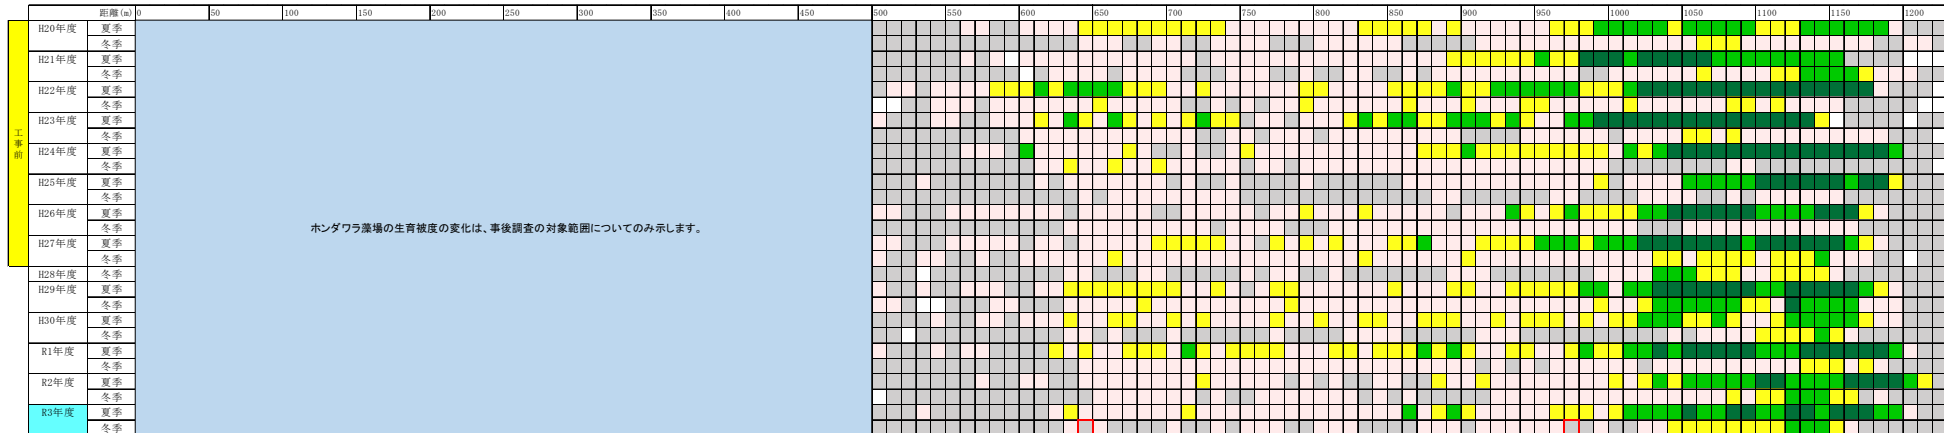 距離(m) 0 50 100 150 200 250 300 350 400 450 500 550 600 650 700 750 800 850 900 950 1000 1050 1100 1150 1200
工事前
H20年度 夏季
冬季
H21年度 夏季
冬季
H22年度 夏季
冬季
H23年度 夏季
冬季
H24年度 夏季
冬季
H25年度 夏季
冬季
H26年度 夏季
冬季
ホンダワラ藻場の生育被度の変化は、事後調査の対象範囲についてのみ示します。
H27年度 夏季
冬季
H28年度 冬季
H29年度 夏季
冬季
H30年度 夏季
冬季
R1年度 夏季
冬季
R2年度 夏季
冬季
R3年度 夏季
冬季